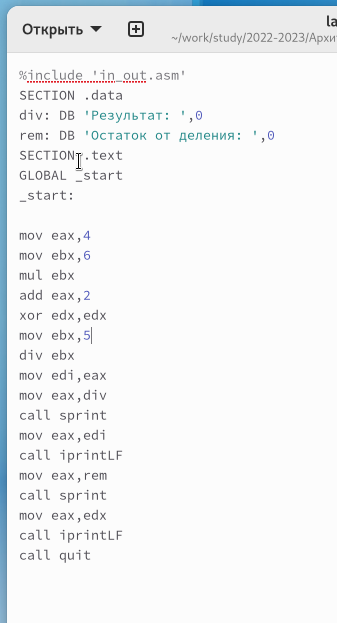 Открыть
la
~/work/study/2022-2023/Архи
%include 'in_out.asm'
SECTION .data
div: DB 'Результат: ',0
rem: DB 'Остаток от деления: ',0
SECTION .text
GLOBAL _start
_start:
mov eax,4
mov ebx,6
mul ebx
add eax,2
xor edx,edx
mov ebx,5
div ebx
mov edi,eax
mov eax,div
call sprint
mov eax,edi
call iprintLF
mov eax,rem
call sprint
mov eax,edx
call iprintLF
call quit